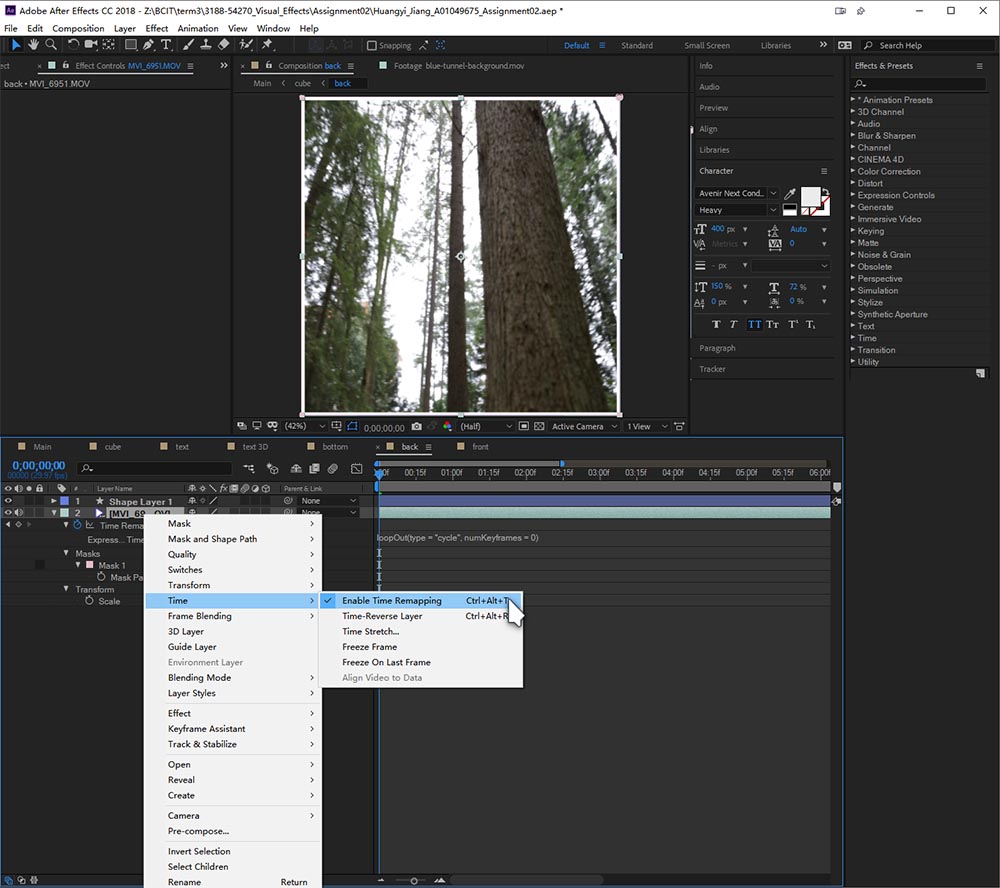 Adobe After Effects CC 2018 - Z:\BCIT\term3\3188-54270_Visual_Effects\Assignment02\Huangyi_Jiang_A01049675_Assignment02.aep *
File Edit Composition Layer Effect Animation View Window Help
Snapping Default Standard Small Screen Libraries Search Help
ect Effect Controls MVI_6951.MOV
back • MVI_6951.MOV
Composition back Footage blue-tunnel-background.mov
Main cube back
(42%) 0;00;00;00 (Half) Active Camera 1 View
Info
Audio
Preview
Align
Libraries
Character
Avenir Next Cond...
Heavy
400 px Auto
Metrics 0
- px
150 % 72 %
0 px 0 %
T T TT Tт T¹ T₁
Paragraph
Tracker
Effects & Presets
* Animation Presets
3D Channel
Audio
Blur & Sharpen
Channel
CINEMA 4D
Color Correction
Distort
Expression Controls
Generate
Immersive Video
Keying
Matte
Noise & Grain
Obsolete
Perspective
Simulation
Stylize
Synthetic Aperture
Text
Time
Transition
Utility
Main cube text text 3D bottom back front
0;00;00;00
00000 (29.97 fps)
00f 00:15f 01:00f 01:15f 02:00f 02:15f 03:00f 03:15f 04:00f 04:15f 05:00f 05:15f 06:00f
# Layer Name Parent & Link
1 Shape Layer 1 None
2 [MVI_69 None
Time Rema
Express... Time
loopOut(type = "cycle", numKeyframes = 0)
Masks
Mask 1
Mask Pa
Transform
Scale
Mask
Mask and Shape Path
Quality
Switches
Transform
Time
Frame Blending
3D Layer
Guide Layer
Environment Layer
Blending Mode
Layer Styles
Effect
Keyframe Assistant
Track & Stabilize
Open
Reveal
Create
Camera
Pre-compose...
Invert Selection
Select Children
Rename Return
Enable Time Remapping Ctrl+Alt+T
Time-Reverse Layer Ctrl+Alt+R
Time Stretch...
Freeze Frame
Freeze On Last Frame
Align Video to Data